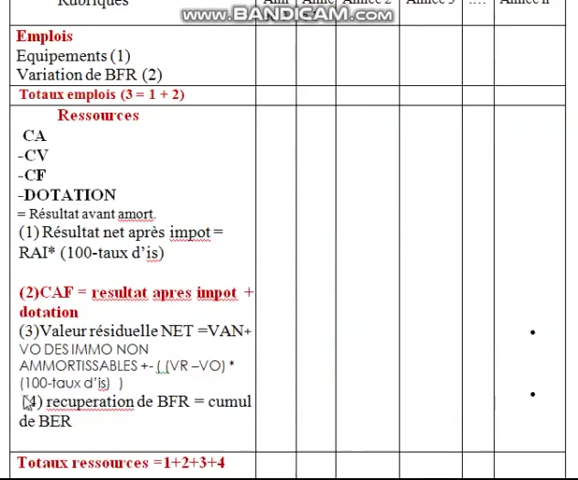 Rubriques Année 2 Année 3 .... Année n
WWW.BANDICAM.COM
Emplois
Equipements (1)
Variation de BFR (2)
Totaux emplois (3 = 1 + 2)
Ressources
CA
-CV
-CF
-DOTATION
= Résultat avant amort.
(1) Résultat net après impot =
RAI* (100-taux d’is)
(2)CAF = resultat apres impot +
dotation
(3)Valeur résiduelle NET =VAN+
VO DES IMMO NON
AMMORTISSABLES +- ( (VR –VO) *
(100-taux d’is) )
(4) recuperation de BFR = cumul
de BER
Totaux ressources =1+2+3+4